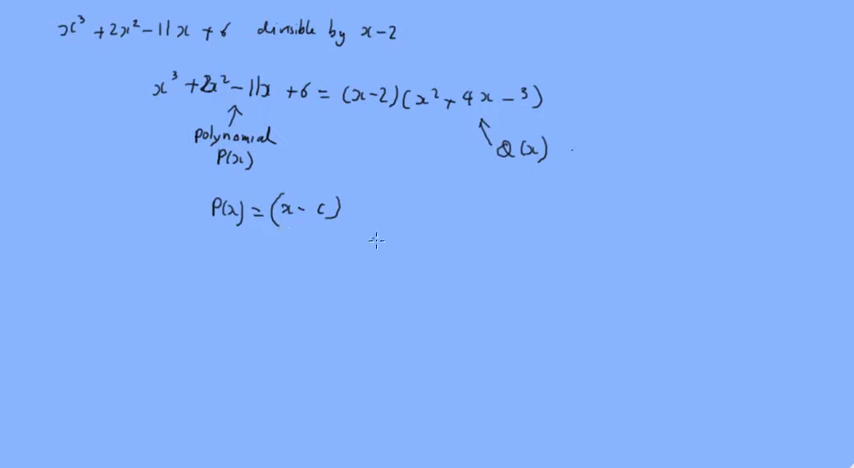 x³ + 2x² - 11x + 6 divisible by x - 2
x³ + 2x² - 11x + 6 = (x - 2)(x² + 4x - 3)
polynomial
P(x)
Q(x)
P(x) = (x - c)